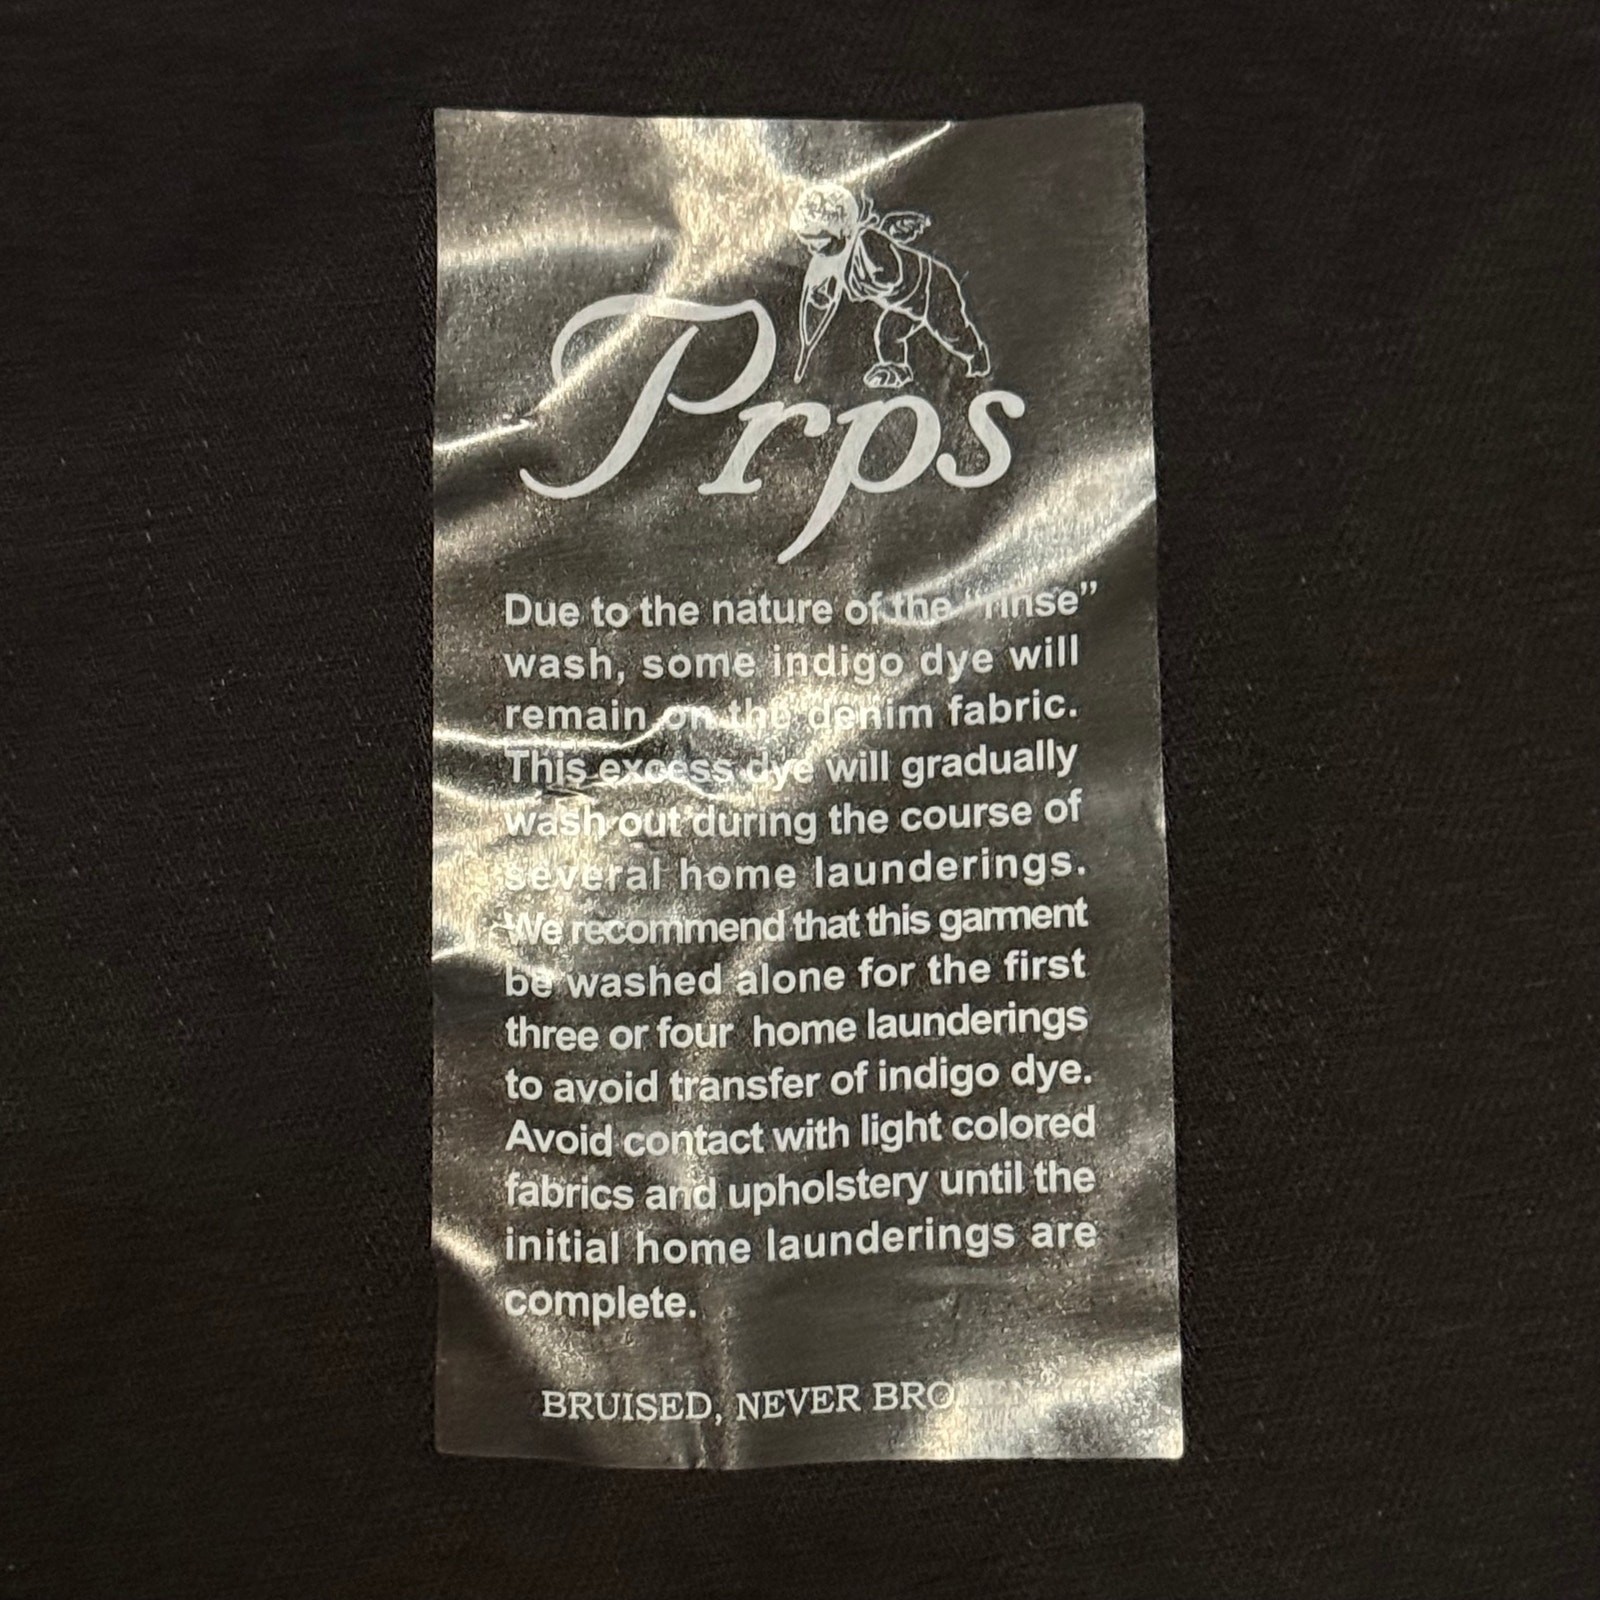 Prps
Due to the nature of the “rinse”
wash, some indigo dye will
remain on the denim fabric.
This excess dye will gradually
wash out during the course of
several home launderings.
We recommend that this garment
be washed alone for the first
three or four home launderings
to avoid transfer of indigo dye.
Avoid contact with light colored
fabrics and upholstery until the
initial home launderings are
complete.
BRUISED, NEVER BROKEN®